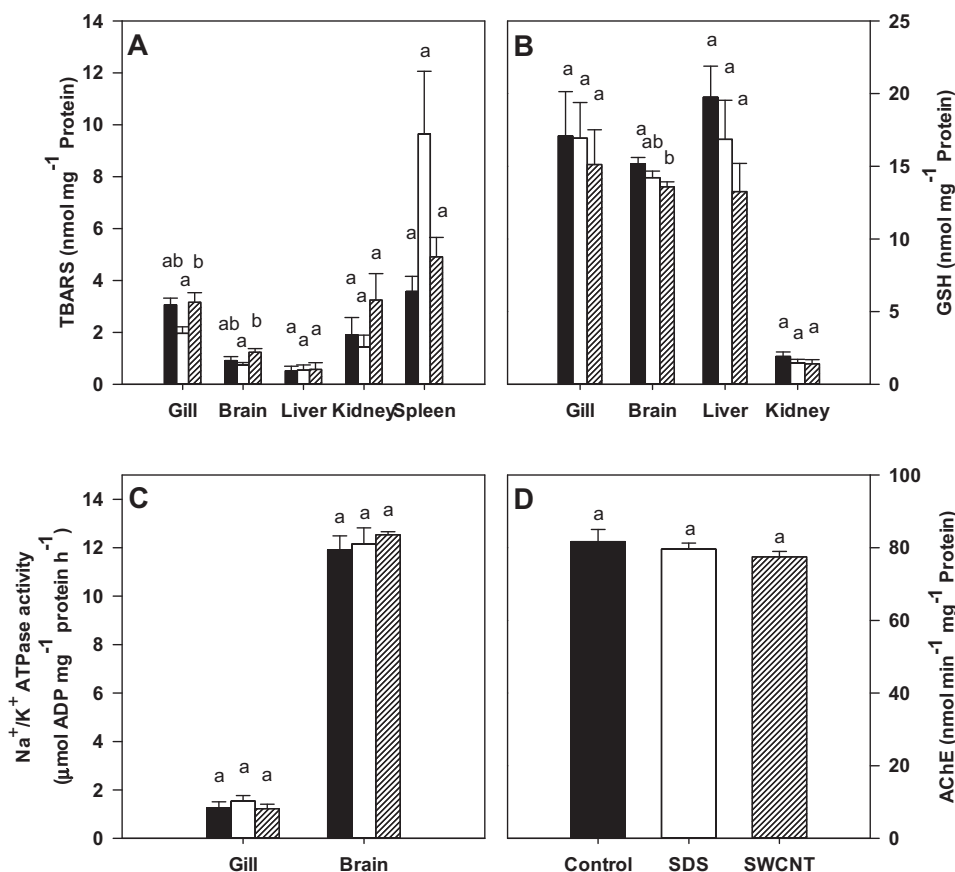 A
TBARS (nmol mg⁻¹ Protein)
14
12
10
8
6
4
2
0
ab a b
ab a b
a a a
a a a
a a a
Gill Brain Liver Kidney Spleen
B
GSH (nmol mg⁻¹ Protein)
25
20
15
10
5
0
a a a
a ab b
a a a
a a a
Gill Brain Liver Kidney
C
Na⁺/K⁺ ATPase activity
(μmol ADP mg⁻¹ protein h⁻¹)
14
12
10
8
6
4
2
0
a a a
a a a
Gill Brain
D
AChE (nmol min⁻¹ mg⁻¹ Protein)
100
80
60
40
20
0
a a a
Control SDS SWCNT